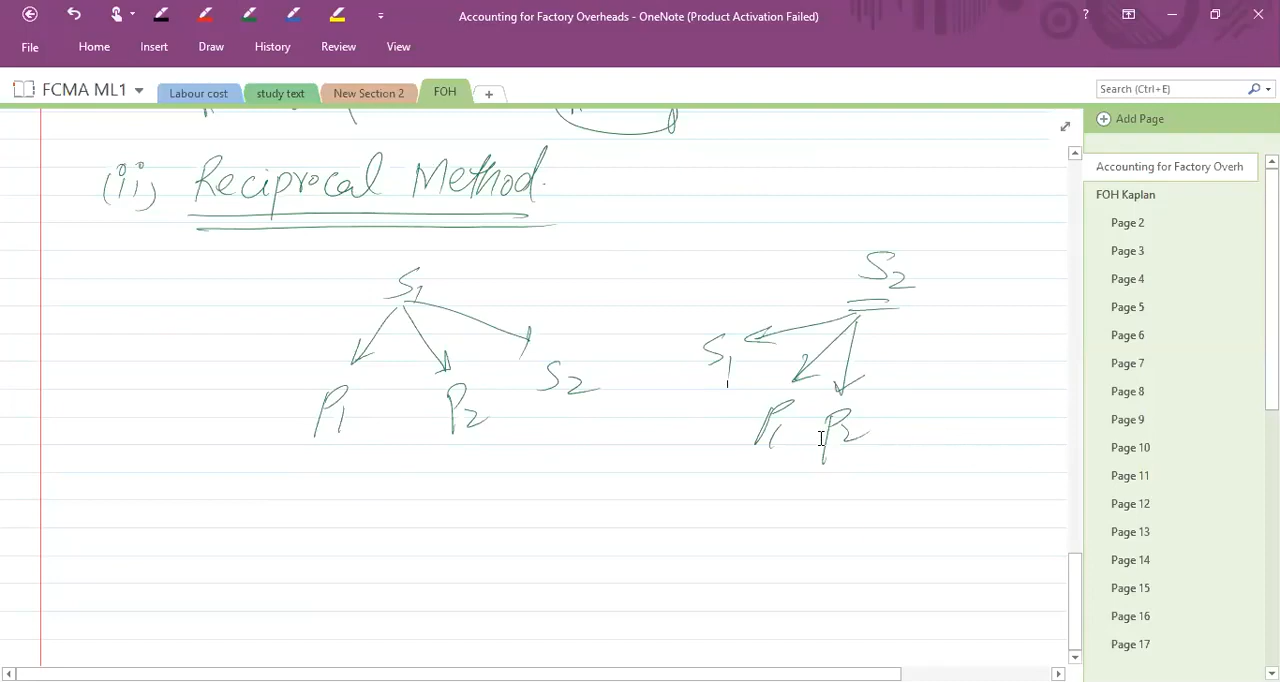 Accounting for Factory Overheads - OneNote (Product Activation Failed)
?
File Home Insert Draw History Review View
FCMA ML1
Labour cost
study text
New Section 2
FOH
+
Search (Ctrl+E)
Add Page
Accounting for Factory Overh
FOH Kaplan
Page 2
Page 3
Page 4
Page 5
Page 6
Page 7
Page 8
Page 9
Page 10
Page 11
Page 12
Page 13
Page 14
Page 15
Page 16
Page 17
(ii) Reciprocal Method.
S1
P1 P2 S2
S2
S1
P1 P2